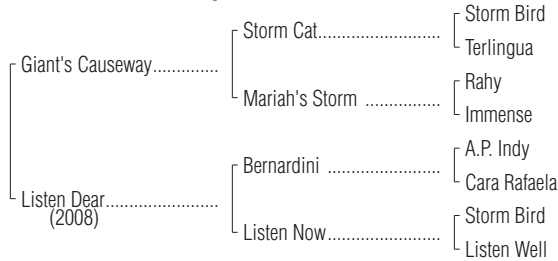 Storm Bird
Storm Cat
Terlingua
Giant's Causeway
Rahy
Mariah's Storm
Immense
A.P. Indy
Bernardini
Cara Rafaela
Listen Dear
(2008)
Storm Bird
Listen Now
Listen Well